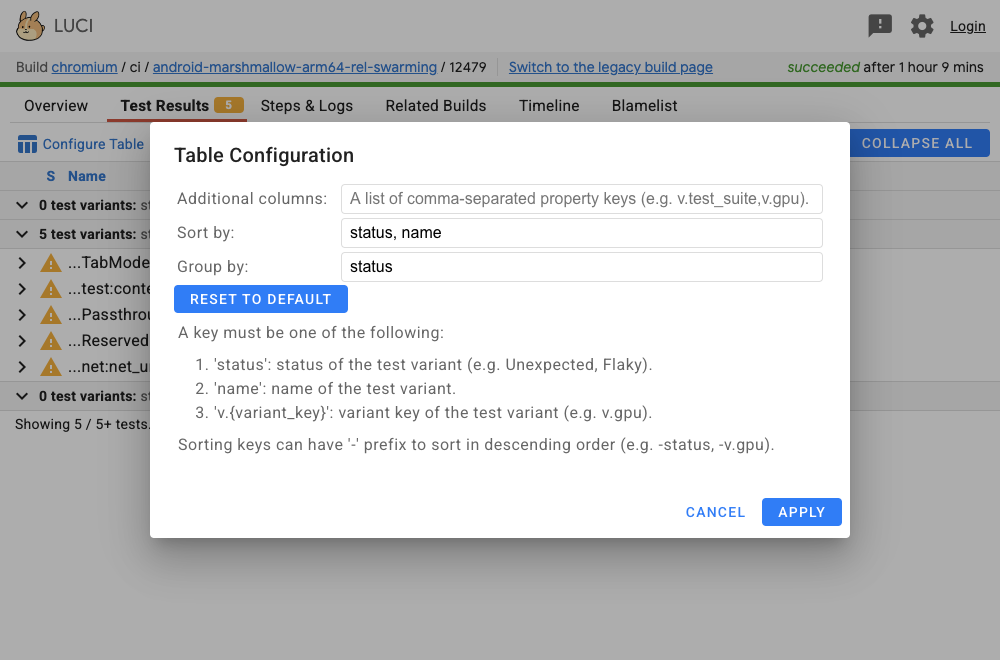 LUCI
Login
Build chromium / ci / android-marshmallow-arm64-rel-swarming / 12479 Switch to the legacy build page succeeded after 1 hour 9 mins
Overview Test Results 5 Steps & Logs Related Builds Timeline Blamelist
Configure Table COLLAPSE ALL
S Name
0 test variants:
5 test variants:
...TabMode
...test:conte
...Passthrou
...Reserved
...net:net_u
0 test variants:
Showing 5 / 5+ tests.
Table Configuration
Additional columns: A list of comma-separated property keys (e.g. v.test_suite,v.gpu).
Sort by: status, name
Group by: status
RESET TO DEFAULT
A key must be one of the following:
1. 'status': status of the test variant (e.g. Unexpected, Flaky).
2. 'name': name of the test variant.
3. 'v.{variant_key}': variant key of the test variant (e.g. v.gpu).
Sorting keys can have '-' prefix to sort in descending order (e.g. -status, -v.gpu).
CANCEL APPLY